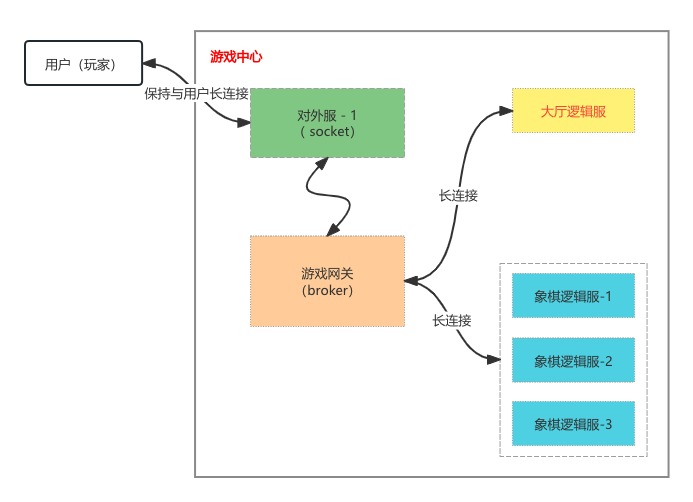 游戏中心
用户（玩家）
保持与用户长连接
对外服 - 1
（ socket）
大厅逻辑服
长连接
游戏网关
（broker）
长连接
象棋逻辑服-1
象棋逻辑服-2
象棋逻辑服-3